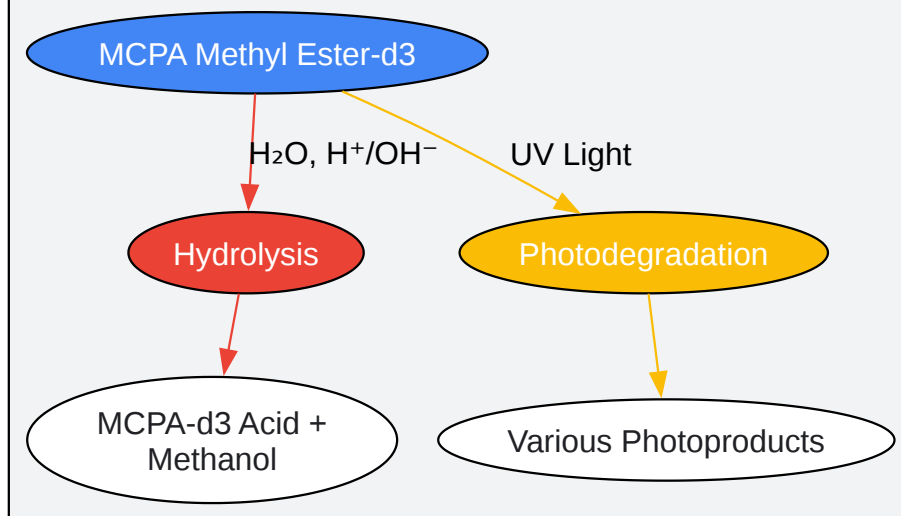 MCPA Methyl Ester-d3
H₂O, H⁺/OH⁻
UV Light
Hydrolysis
Photodegradation
MCPA-d3 Acid +
Methanol
Various Photoproducts